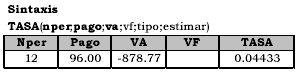 Sintaxis
TASA(nper;pago;va;vf;tipo;estimar)
Nper Pago VA VF TASA
12 96.00 -878.77 0.04433